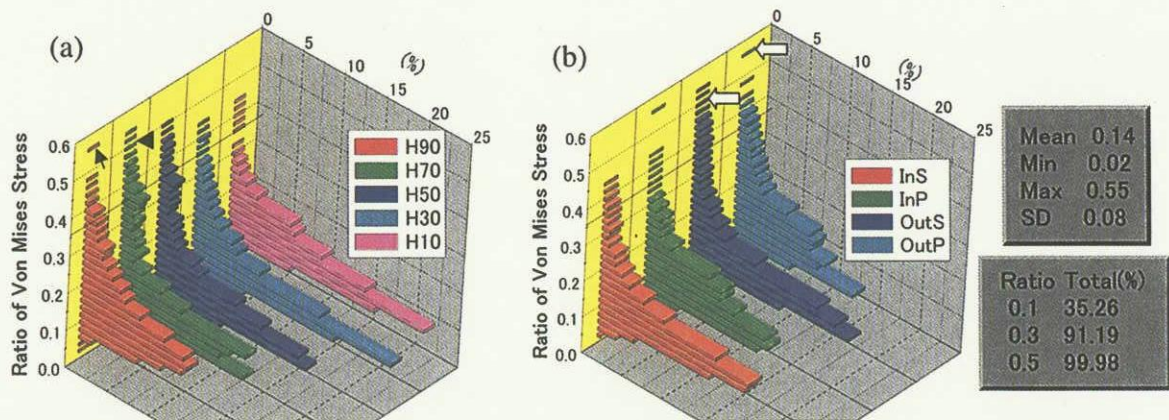 (a)
0
5
10
15
20
25
(%)
Ratio of Von Mises Stress
0.6
0.5
0.4
0.3
0.2
0.1
0.0
H90
H70
H50
H30
H10
(b)
0
5
10
15
20
25
(%)
Ratio of Von Mises Stress
0.6
0.5
0.4
0.3
0.2
0.1
0.0
InS
InP
OutS
OutP
Mean 0.14
Min 0.02
Max 0.55
SD 0.08
Ratio Total(%)
0.1 35.26
0.3 91.19
0.5 99.98